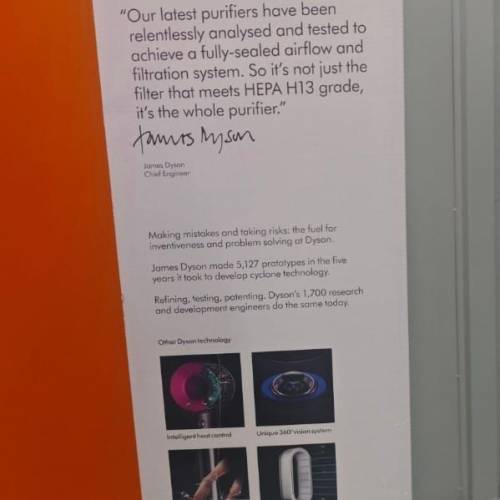 "Our latest purifiers have been
relentlessly analysed and tested to
achieve a fully-sealed airflow and
filtration system. So it's not just the
filter that meets HEPA H13 grade,
it's the whole purifier."
James Dyson
James Dyson
Chief Engineer
Making mistakes and taking risks: the fuel for
inventiveness and problem solving at Dyson.
James Dyson made 5,127 prototypes in the five
years it took to develop cyclone technology.
Refining, testing, patenting. Dyson's 1,700 research
and development engineers do the same today.
Other Dyson technology
Intelligent heat control
Unique 360° vision system